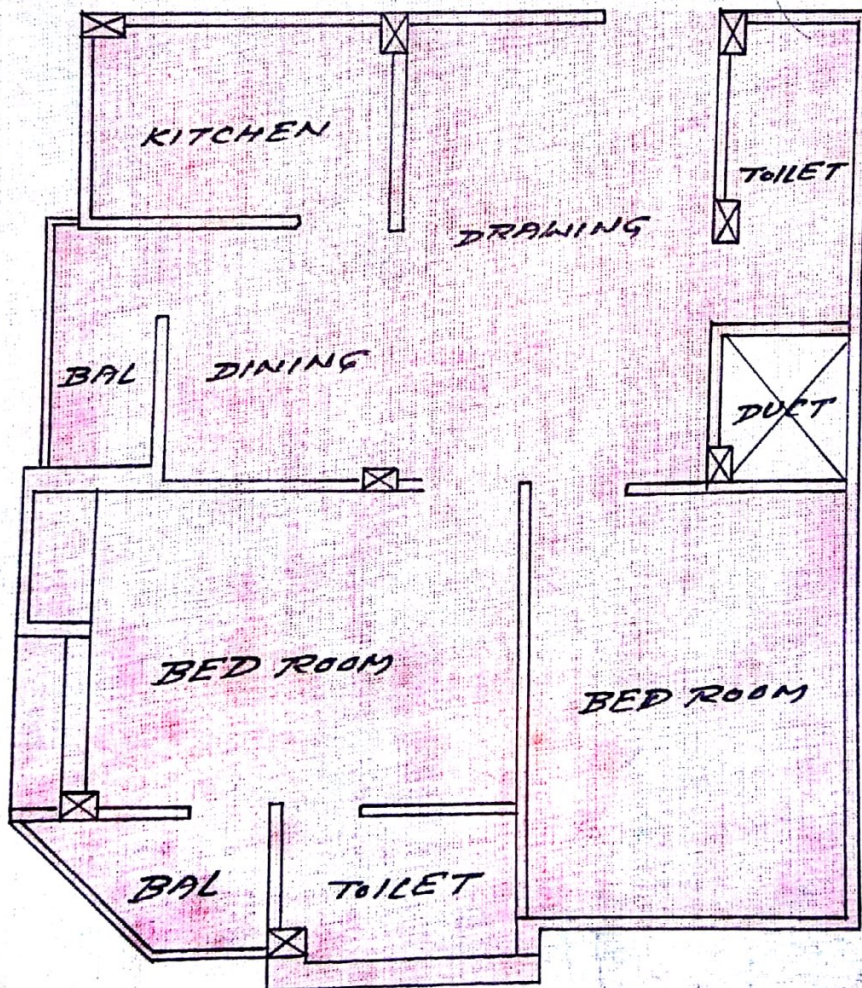 KITCHEN
TOILET
DRAWING
BAL
DINING
DUCT
BED ROOM
BED ROOM
BAL
TOILET